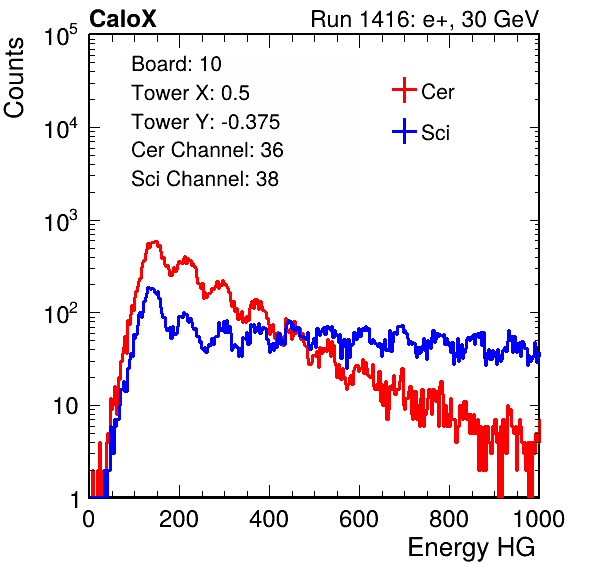 CaloX Run 1416: e+, 30 GeV
Counts
Board: 10
Tower X: 0.5
Tower Y: -0.375
Cer Channel: 36
Sci Channel: 38
Cer
Sci
10^5
10^4
10^3
10^2
10
1
0 200 400 600 800 1000
Energy HG